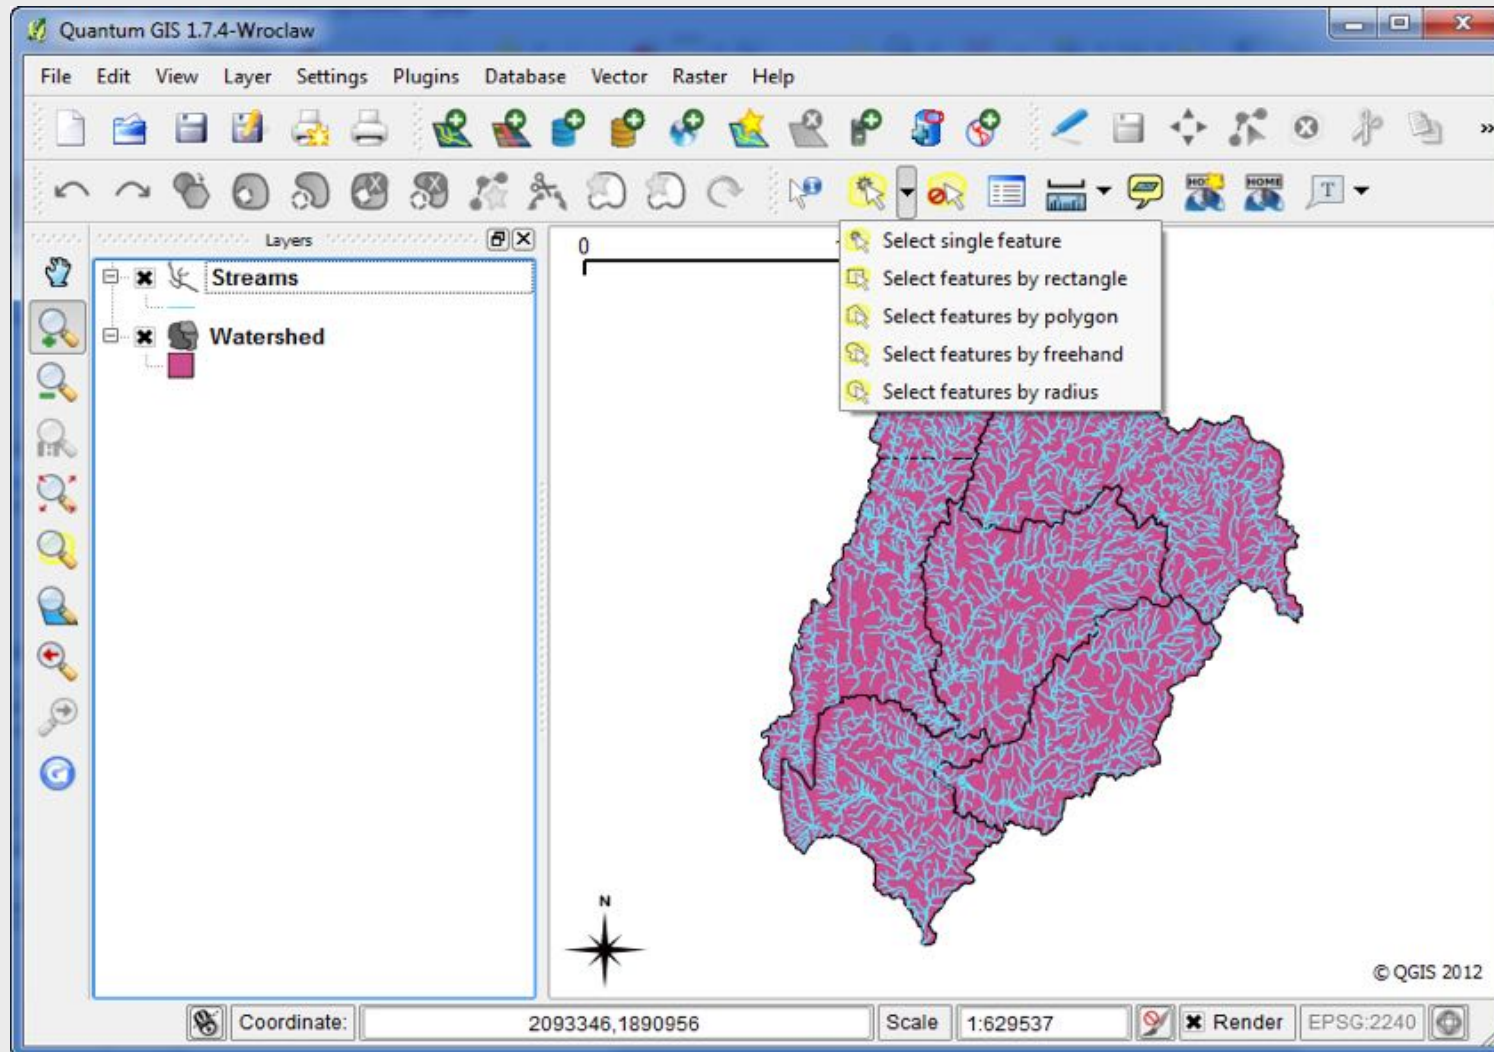 Quantum GIS 1.7.4-Wroclaw
File Edit View Layer Settings Plugins Database Vector Raster Help
»
HOME
T
Layers
0
Select single feature
Select features by rectangle
Select features by polygon
Select features by freehand
Select features by radius
Streams
Watershed
N
© QGIS 2012
Coordinate: 2093346,1890956 Scale 1:629537 Render EPSG:2240